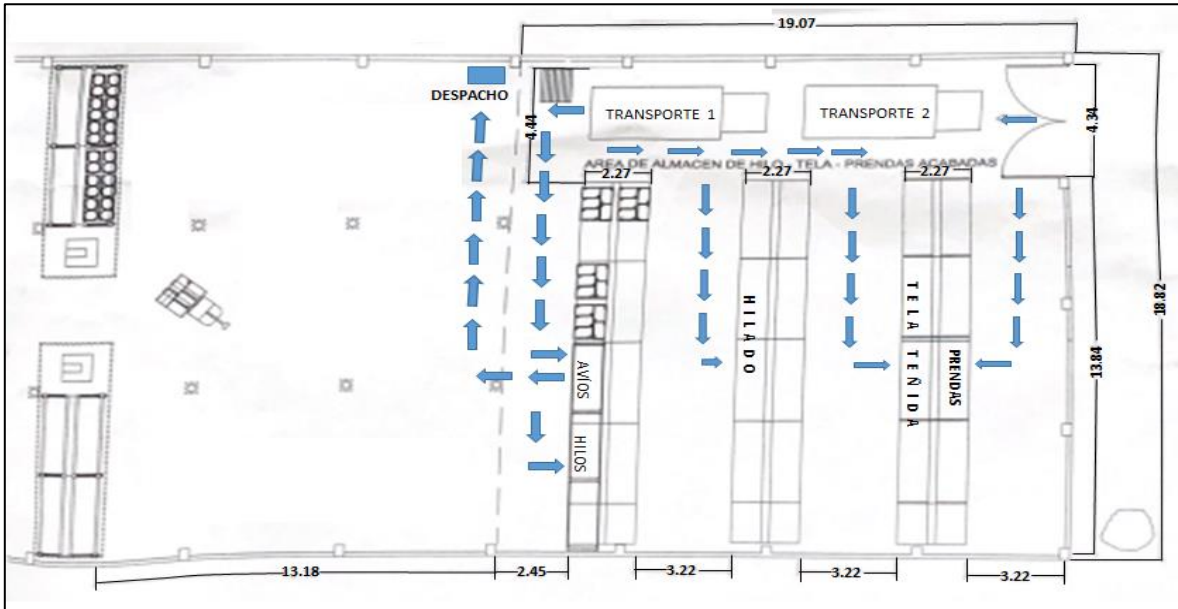 19.07
DESPACHO
4.44
TRANSPORTE 1
TRANSPORTE 2
4.34
AREA DE ALMACEN DE HILO - TELA - PRENDAS ACABADAS
2.27
2.27
2.27
18.82
13.84
HILADO
TELA TEÑIDA
PRENDAS
AVÍOS
HILOS
13.18
2.45
3.22
3.22
3.22